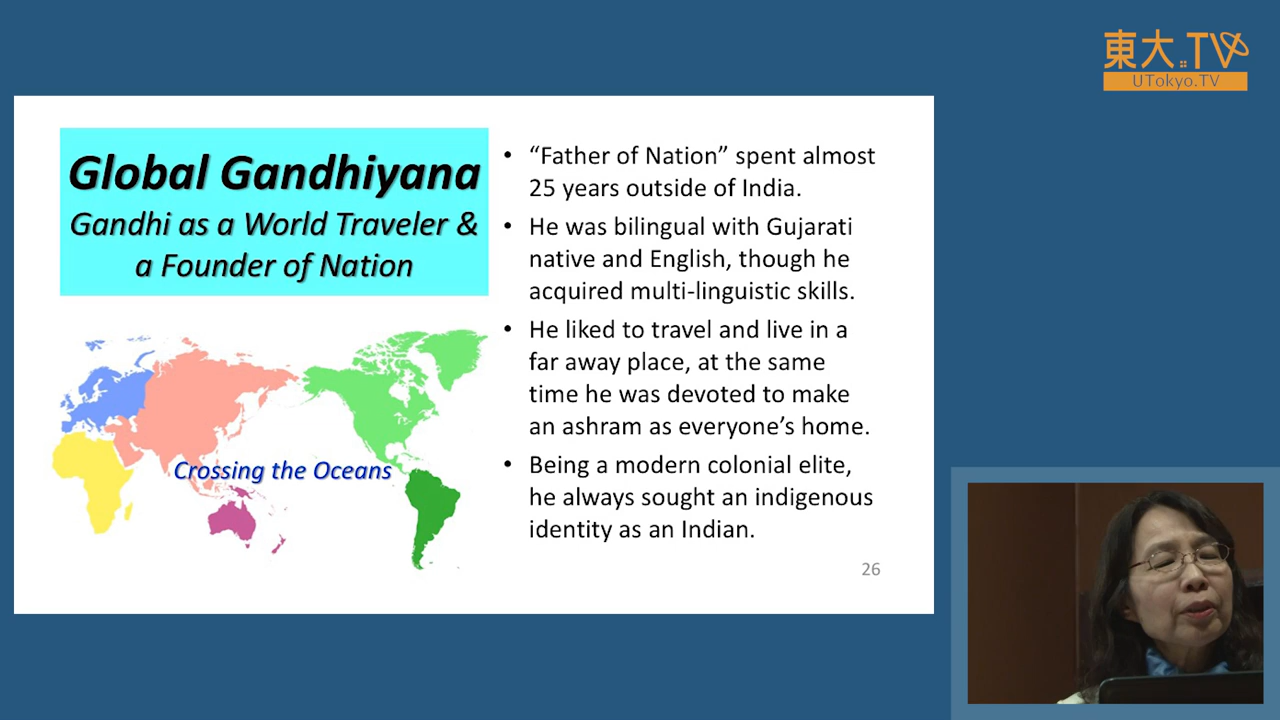 東大.TV
UTokyo.TV
Global Gandhiyana
Gandhi as a World Traveler &
a Founder of Nation
Crossing the Oceans
• “Father of Nation” spent almost
25 years outside of India.
• He was bilingual with Gujarati
native and English, though he
acquired multi-linguistic skills.
• He liked to travel and live in a
far away place, at the same
time he was devoted to make
an ashram as everyone’s home.
• Being a modern colonial elite,
he always sought an indigenous
identity as an Indian.
26